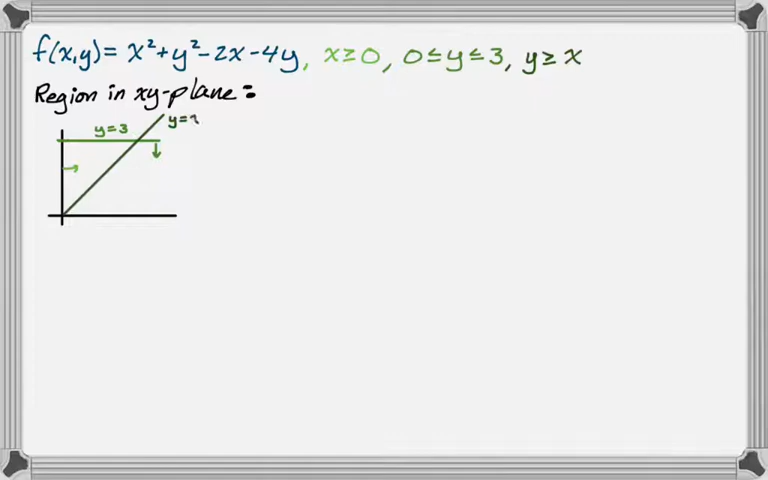 f(x,y) = x² + y² - 2x - 4y, x ≥ 0, 0 ≤ y ≤ 3, y ≥ x
Region in xy-plane:
y=3